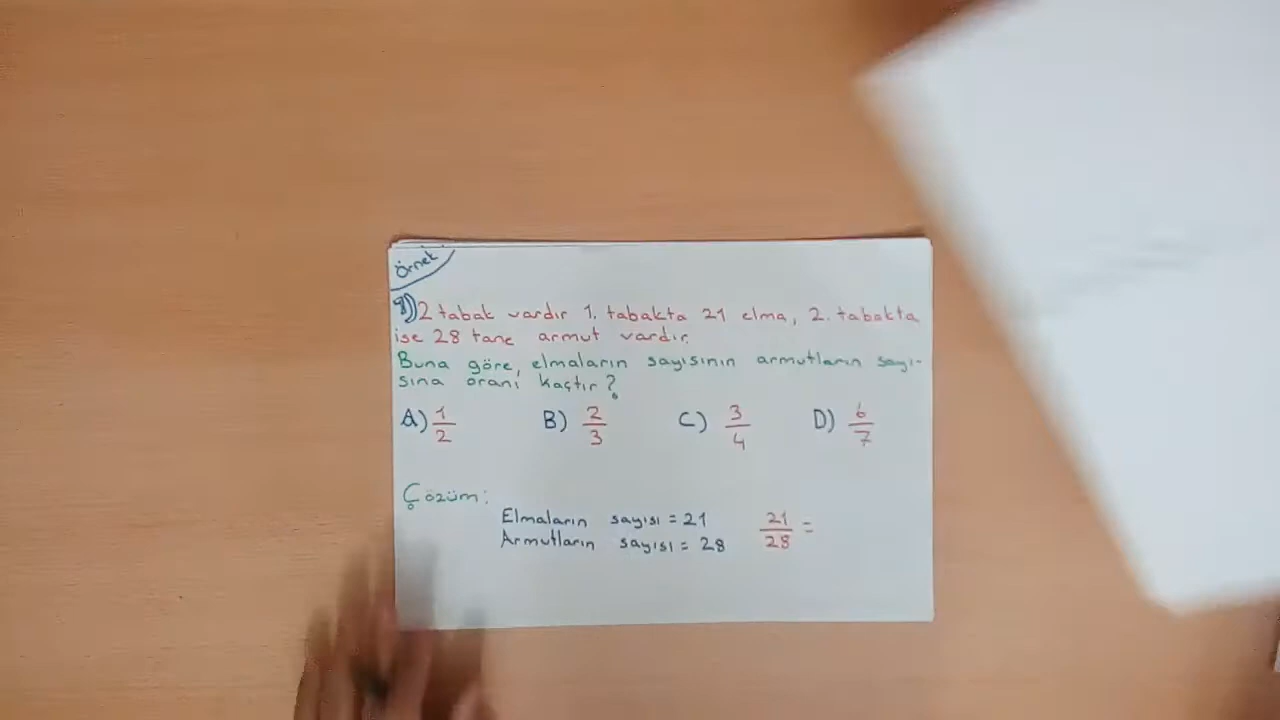 Örnek
8) 2 tabak vardır 1. tabakta 21 elma, 2. tabakta
ise 28 tane armut vardır.
Buna göre, elmaların sayısının armutların sayı-
sına oranı kaçtır?
A) 1/2 B) 2/3 C) 3/4 D) 6/7
Çözüm:
Elmaların sayısı = 21 21/28 =
Armutların sayısı = 28